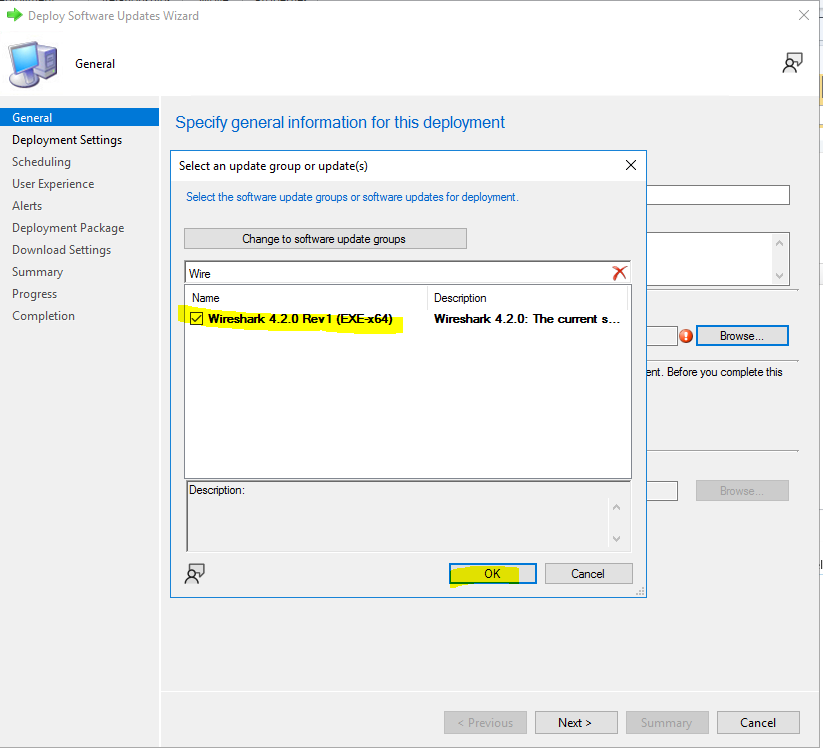 Deploy Software Updates Wizard
General
General
Deployment Settings
Scheduling
User Experience
Alerts
Deployment Package
Download Settings
Summary
Progress
Completion
Specify general information for this deployment
Select an update group or update(s)
Select the software update groups or software updates for deployment.
Change to software update groups
Wire
Name Description
Wireshark 4.2.0 Rev1 (EXE-x64) Wireshark 4.2.0: The current s...
Description:
OK Cancel
Browse...
ent. Before you complete this
Browse...
< Previous Next > Summary Cancel